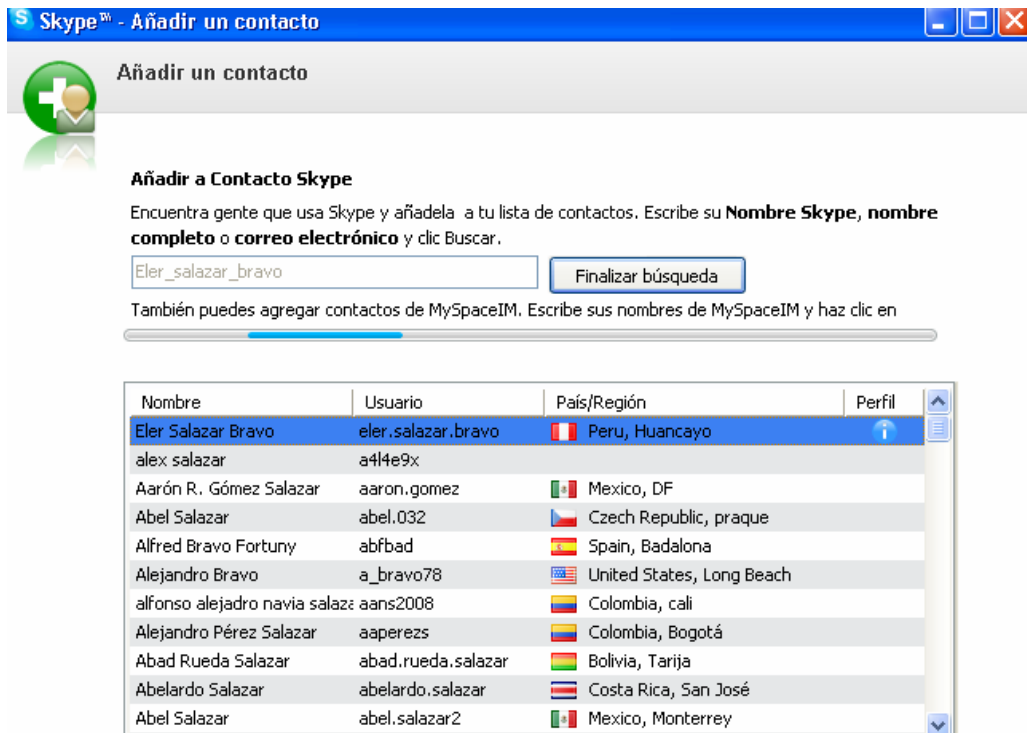 Skype™ - Añadir un contacto
Añadir un contacto
Añadir a Contacto Skype
Encuentra gente que usa Skype y añadela a tu lista de contactos. Escribe su Nombre Skype, nombre
completo o correo electrónico y clic Buscar.
Eler_salazar_bravo Finalizar búsqueda
También puedes agregar contactos de MySpaceIM. Escribe sus nombres de MySpaceIM y haz clic en
Nombre Usuario País/Región Perfil
Eler Salazar Bravo eler.salazar.bravo Peru, Huancayo
alex salazar a4l4e9x
Aarón R. Gómez Salazar aaron.gomez Mexico, DF
Abel Salazar abel.032 Czech Republic, praque
Alfred Bravo Fortuny abfbad Spain, Badalona
Alejandro Bravo a_bravo78 United States, Long Beach
alfonso alejadro navia salaza aans2008 Colombia, cali
Alejandro Pérez Salazar aaperezs Colombia, Bogotá
Abad Rueda Salazar abad.rueda.salazar Bolivia, Tarija
Abelardo Salazar abelardo.salazar Costa Rica, San José
Abel Salazar abel.salazar2 Mexico, Monterrey